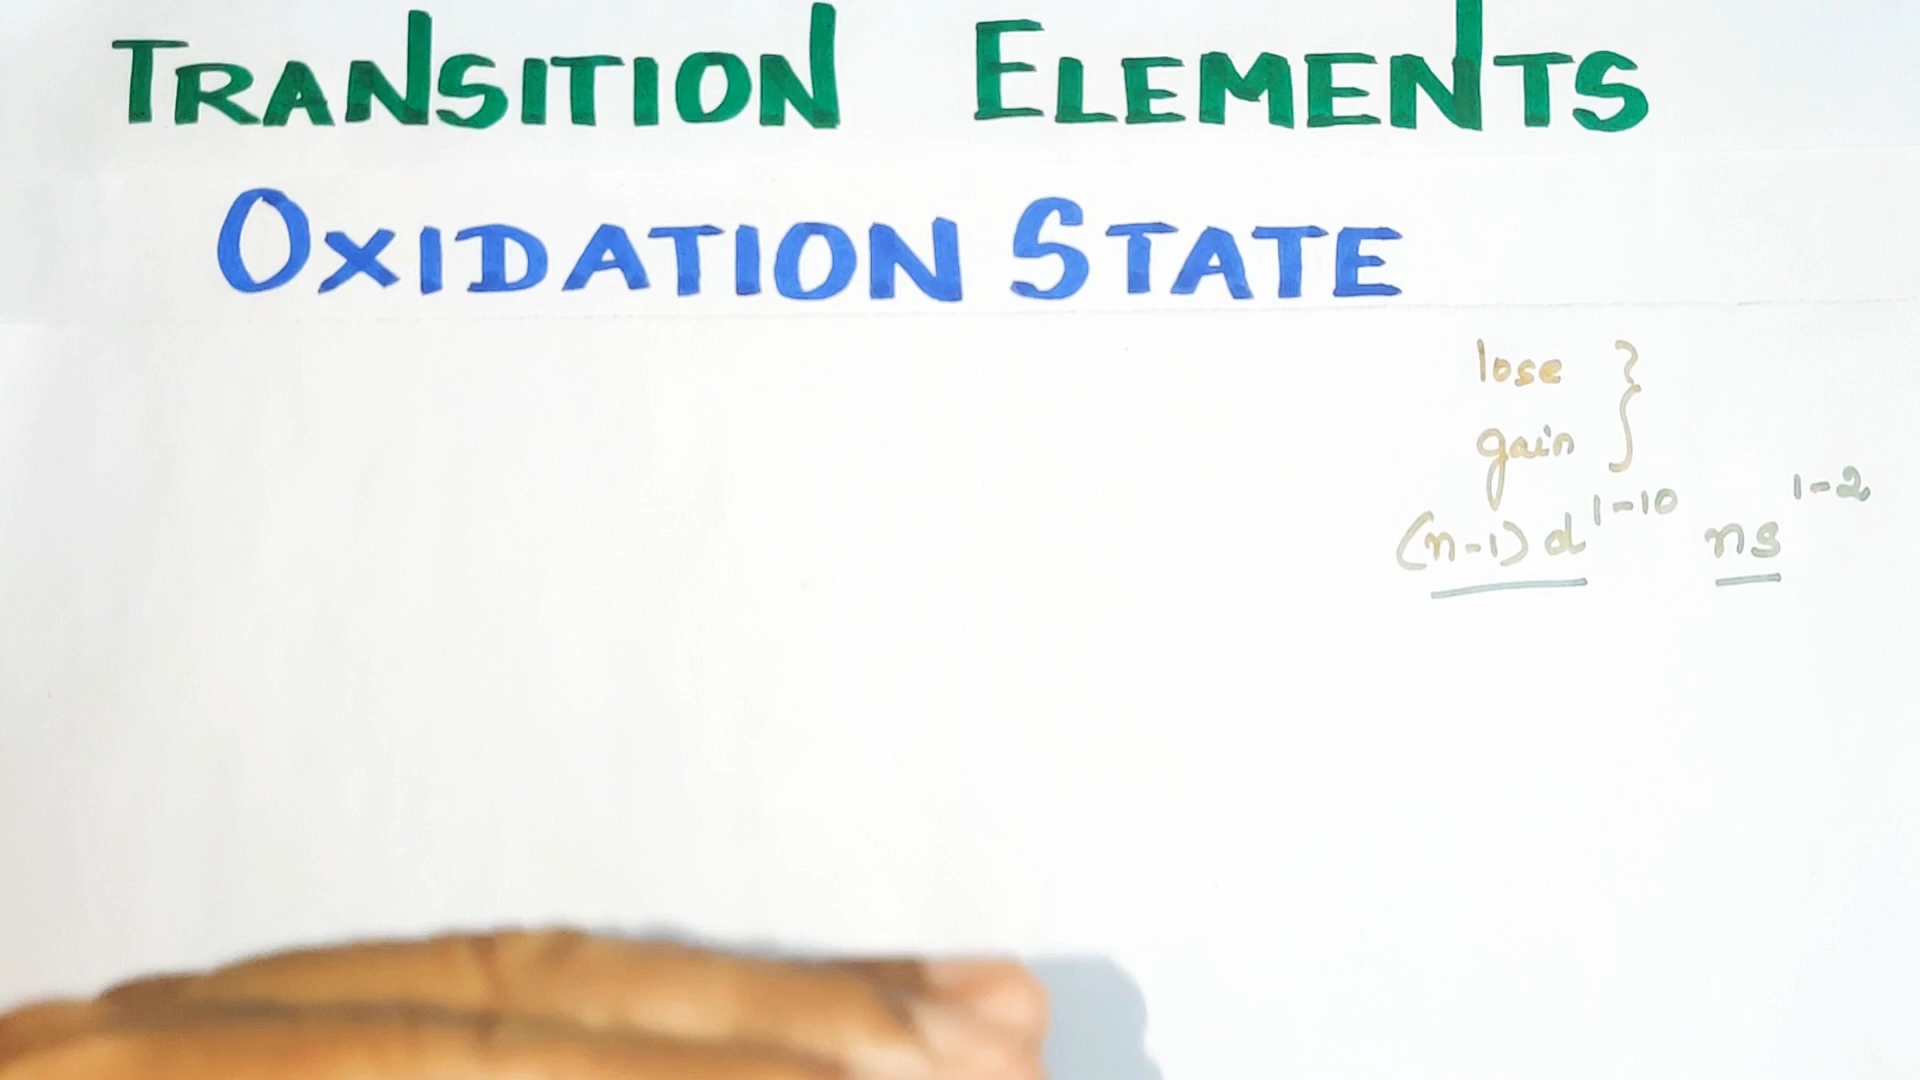 TRANSITION ELEMENTS
OXIDATION STATE
lose
gain }
(n-1) d¹⁻¹⁰ ns¹⁻²